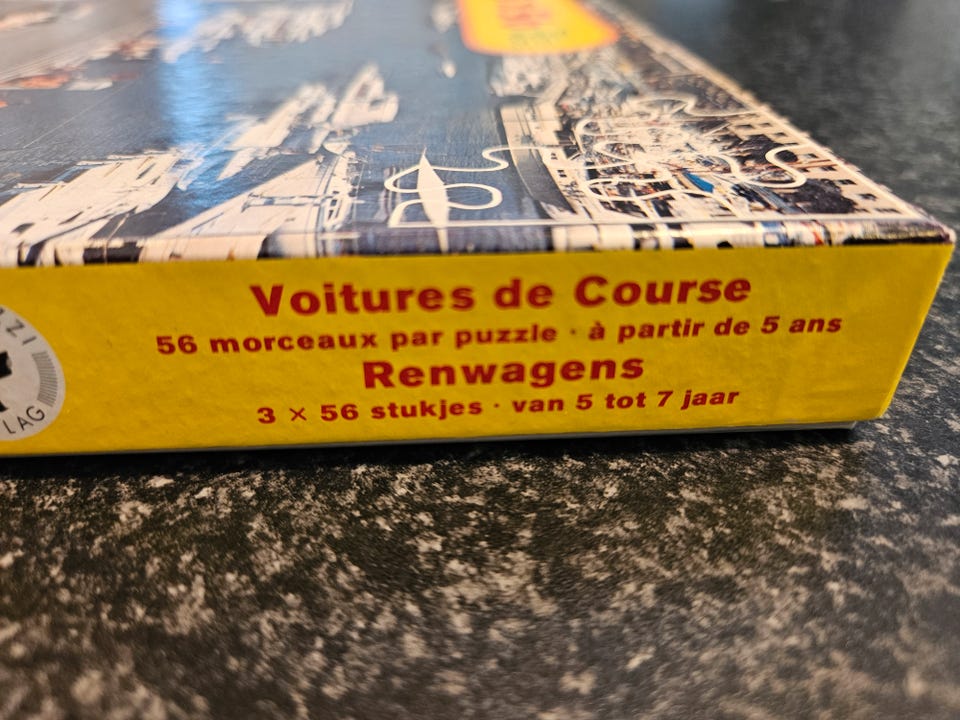 Voitures de Course
56 morceaux par puzzle · à partir de 5 ans
Renwagens
3 × 56 stukjes · van 5 tot 7 jaar